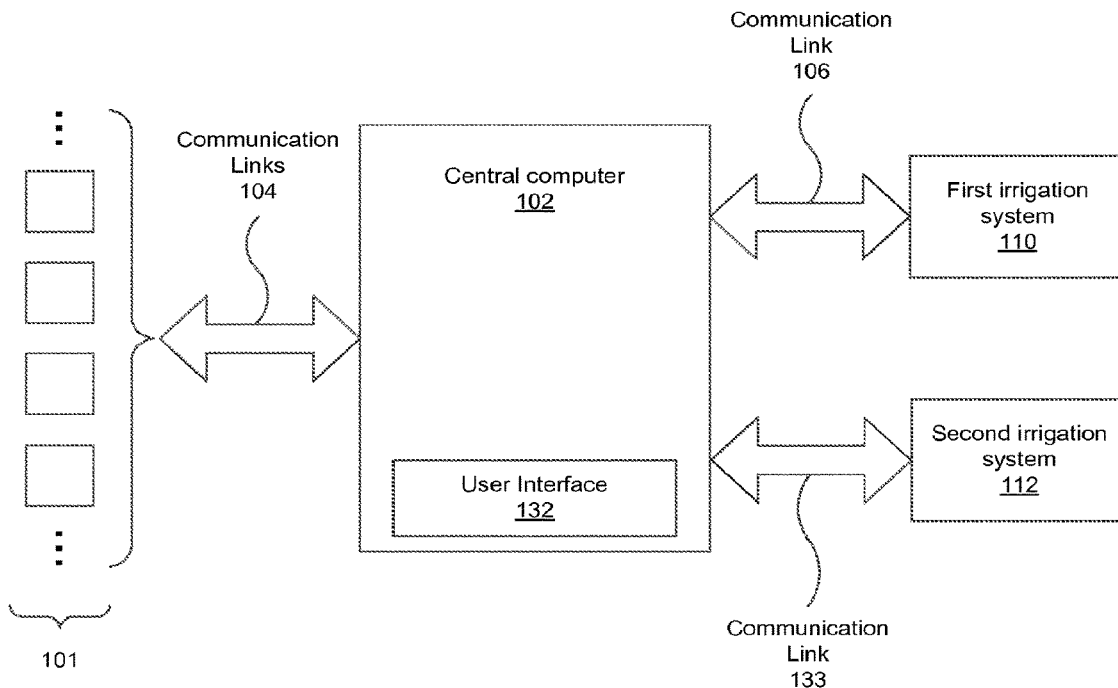 Communication
Link
106
Communication
Links
104
Central computer
102
First irrigation
system
110
User Interface
132
Second irrigation
system
112
101
Communication
Link
133